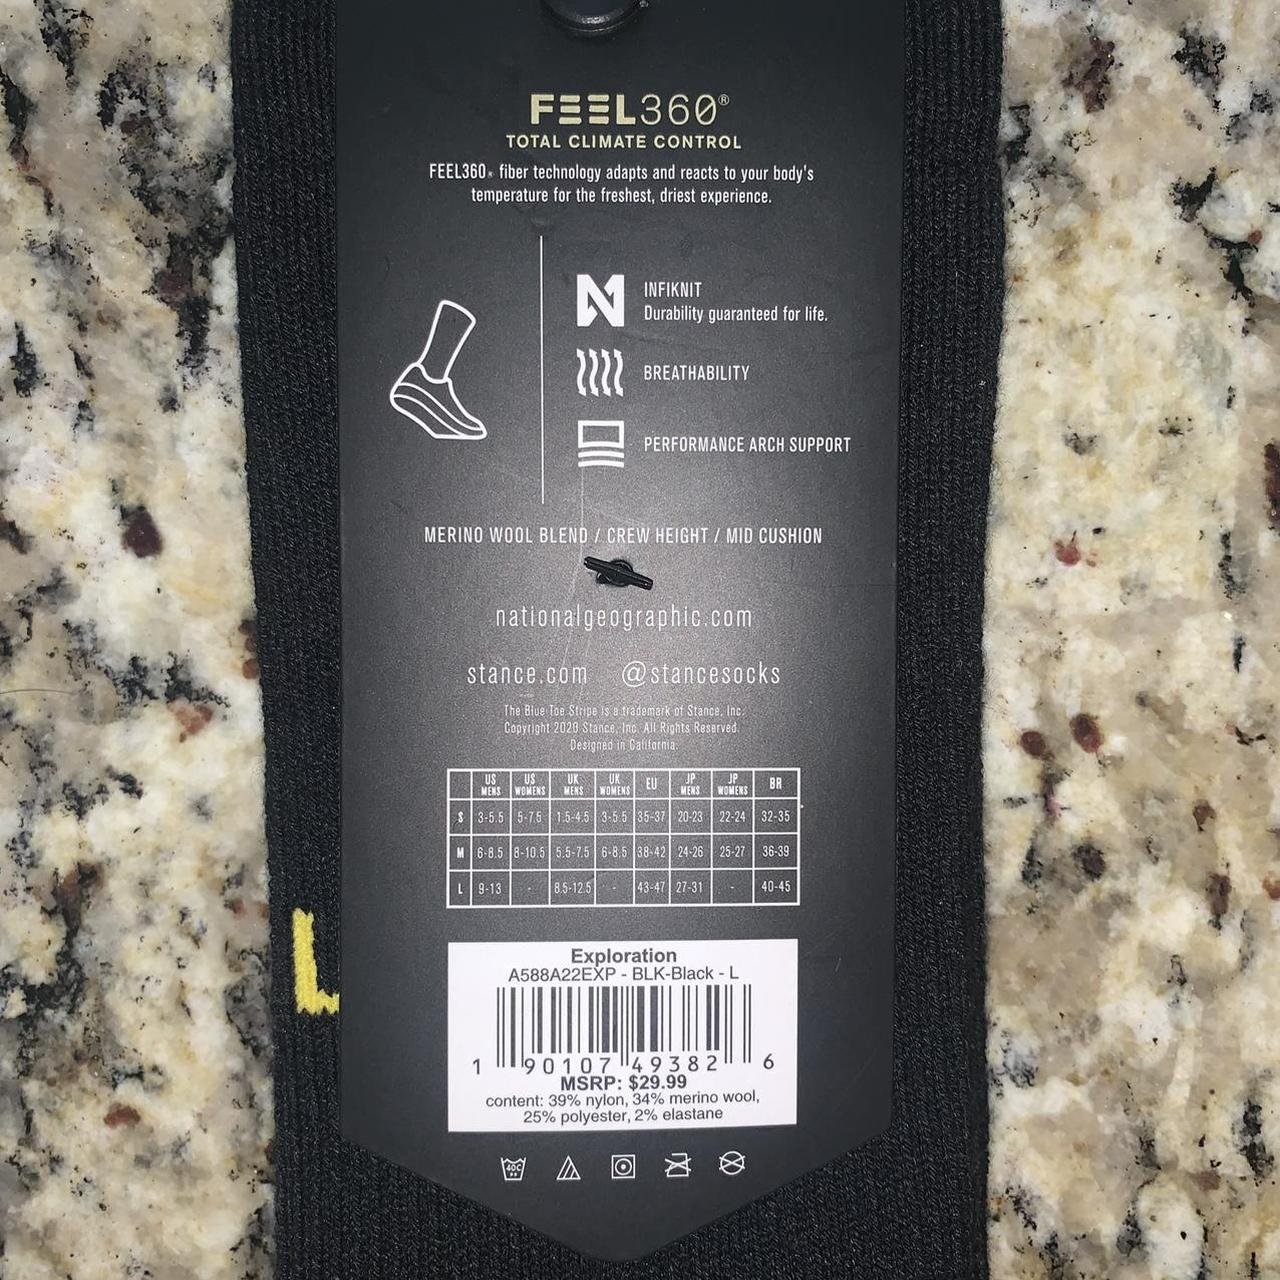 FEEL360®
TOTAL CLIMATE CONTROL
FEEL360® fiber technology adapts and reacts to your body's
temperature for the freshest, driest experience.
INFIKNIT
Durability guaranteed for life.
BREATHABILITY
PERFORMANCE ARCH SUPPORT
MERINO WOOL BLEND / CREW HEIGHT / MID CUSHION
nationalgeographic.com
stance.com @stancesocks
The Blue Toe Stripe is a trademark of Stance, Inc.
Copyright 2020 Stance, Inc. All Rights Reserved.
Designed in California.
US MENS US WOMENS UK MENS UK WOMENS EU JP MENS JP WOMENS BR
S 3-5.5 5-7.5 1.5-4.5 3-5.5 35-37 20-23 22-24 32-35
M 6-8.5 8-10.5 5.5-7.5 6-8.5 38-42 24-26 25-27 36-39
L 9-13 - 8.5-12.5 - 43-47 27-31 - 40-45
L
Exploration
A588A22EXP - BLK-Black - L
1 90107 49382 6
MSRP: $29.99
content: 39% nylon, 34% merino wool,
25% polyester, 2% elastane
40C